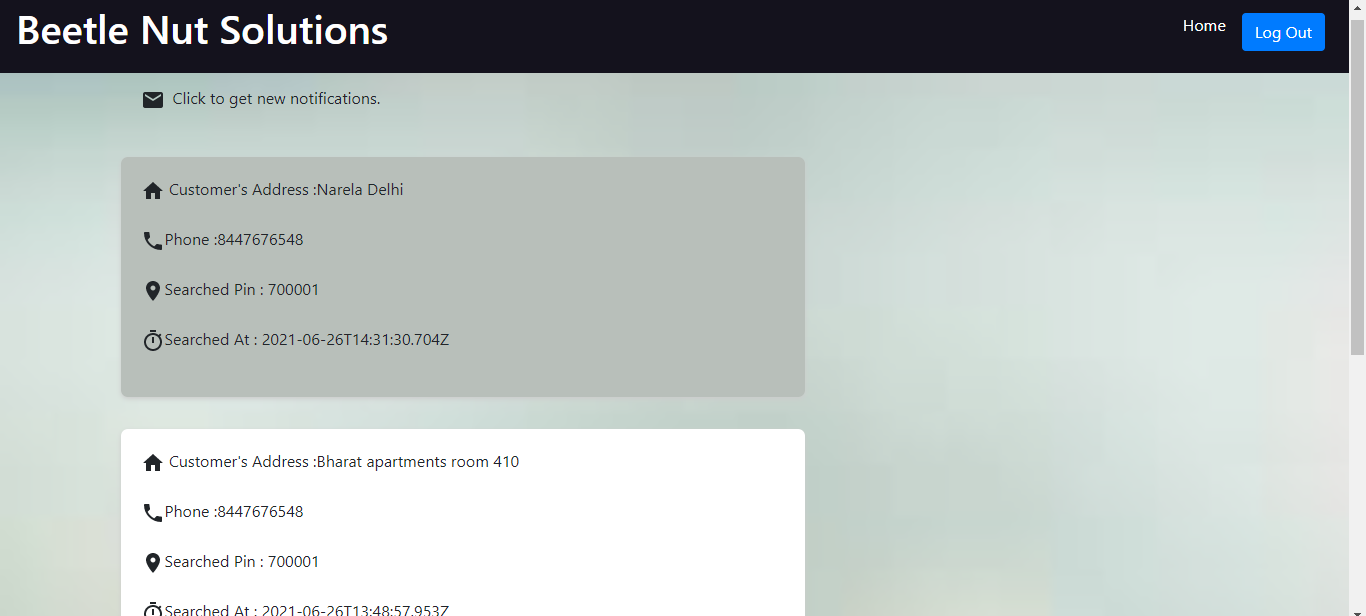 Beetle Nut Solutions
Home
Log Out
Click to get new notifications.
Customer's Address :Narela Delhi
Phone :8447676548
Searched Pin : 700001
Searched At : 2021-06-26T14:31:30.704Z
Customer's Address :Bharat apartments room 410
Phone :8447676548
Searched Pin : 700001
Searched At : 2021-06-26T13:48:57.953Z